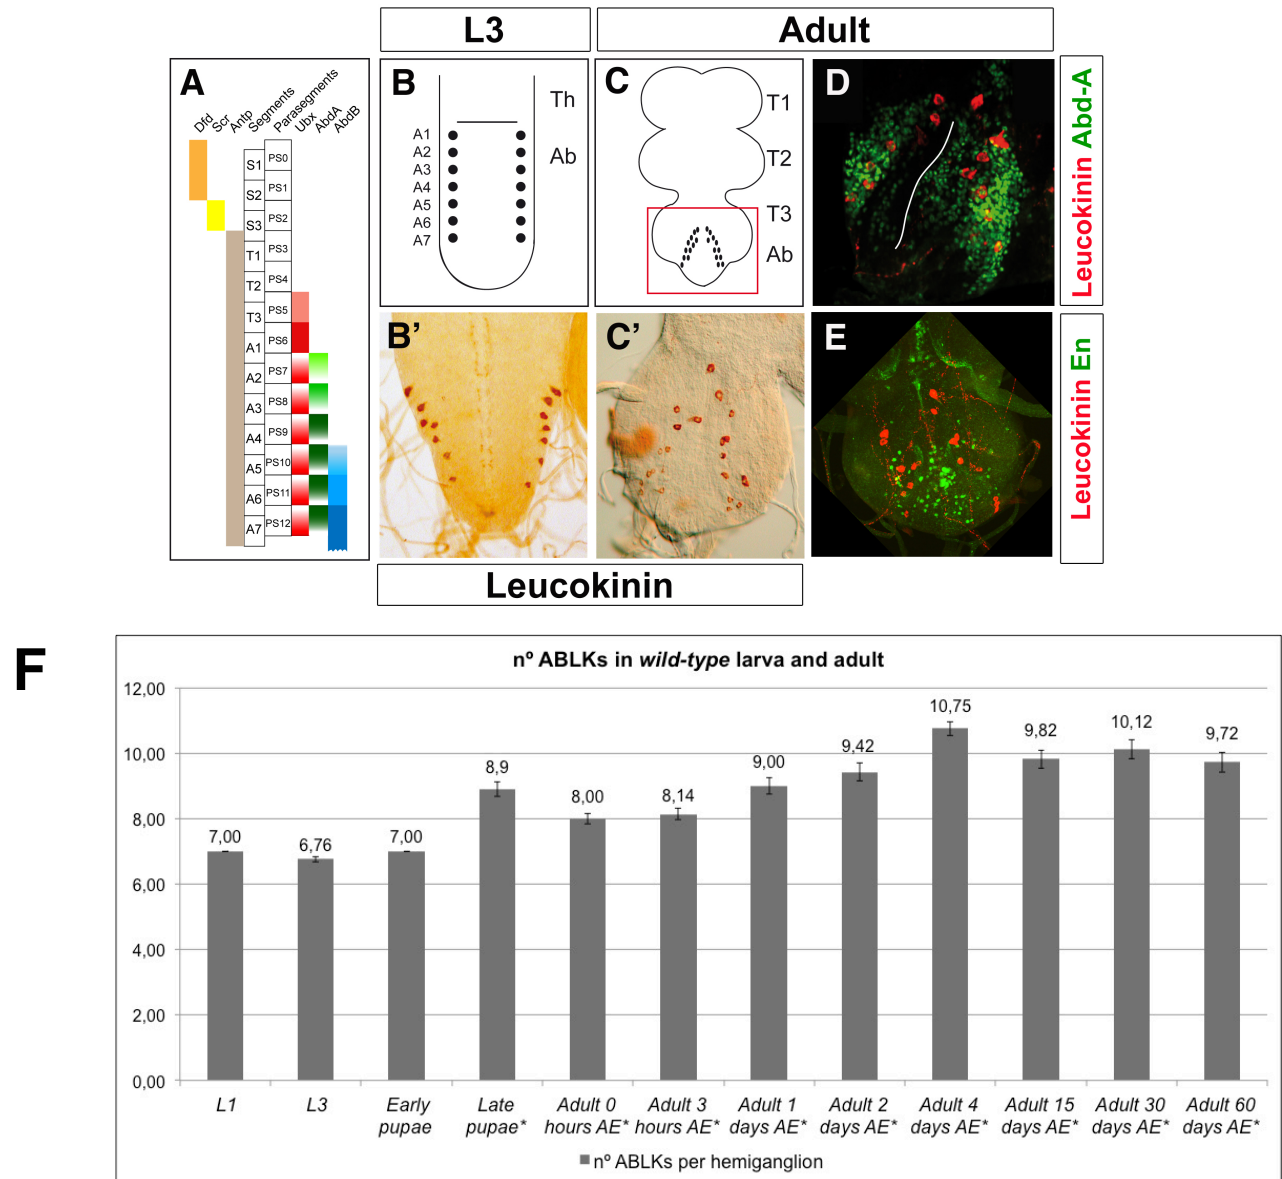 L3
Adult
A
Dfd
Scr
Antp
Segments
Parasegments
Ubx
AbdA
AbdB
S1
S2
S3
T1
T2
T3
A1
A2
A3
A4
A5
A6
A7
PS0
PS1
PS2
PS3
PS4
PS5
PS6
PS7
PS8
PS9
PS10
PS11
PS12
B
Th
Ab
A1
A2
A3
A4
A5
A6
A7
C
T1
T2
T3
Ab
D
Leucokinin Abd-A
B’
C’
E
Leucokinin En
Leucokinin
F
nº ABLKs in wild-type larva and adult
12,00
10,00
8,00
6,00
4,00
2,00
0,00
7,00
6,76
7,00
8,9
8,00
8,14
9,00
9,42
10,75
9,82
10,12
9,72
L1
L3
Early
pupae
Late
pupae*
Adult 0
hours AE*
Adult 3
hours AE*
Adult 1
days AE*
Adult 2
days AE*
Adult 4
days AE*
Adult 15
days AE*
Adult 30
days AE*
Adult 60
days AE*
nº ABLKs per hemiganglion